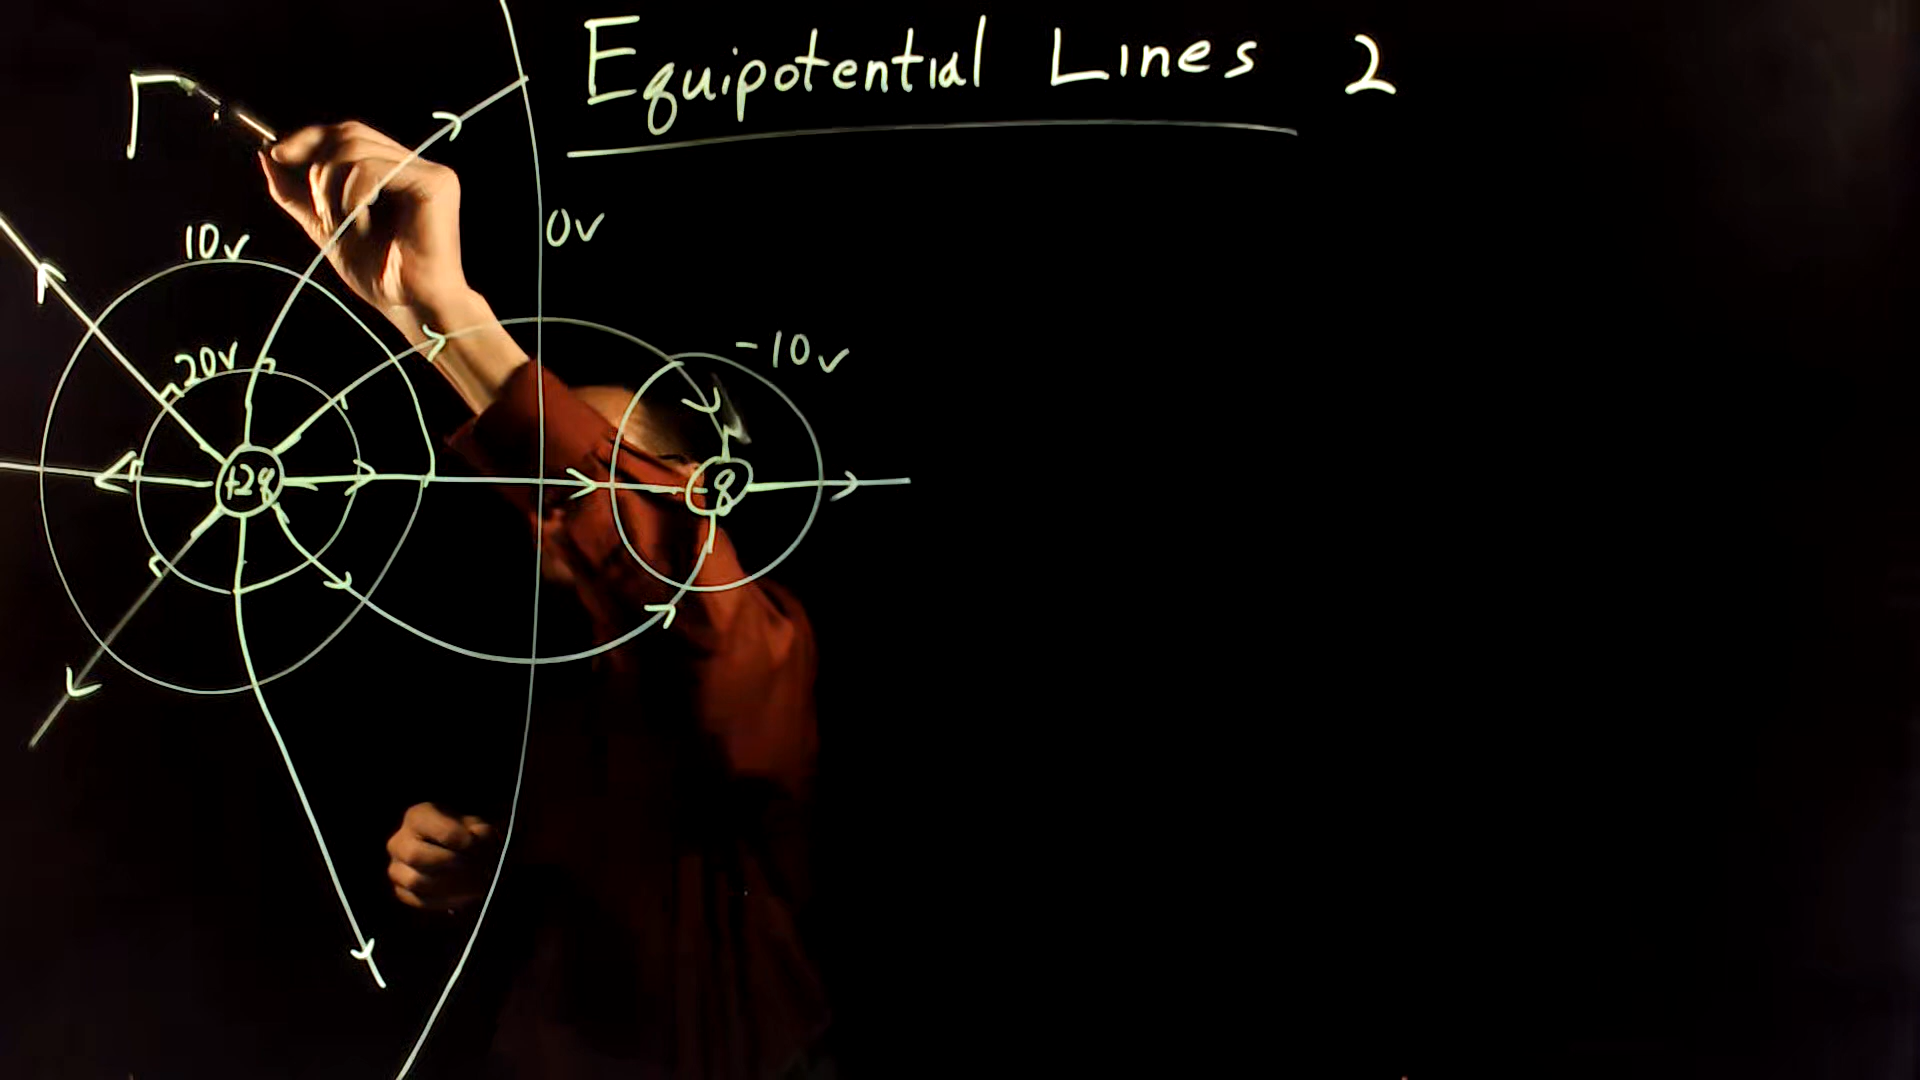 Equipotential Lines 2
0v
10v
20v
-10v
+2q
-q